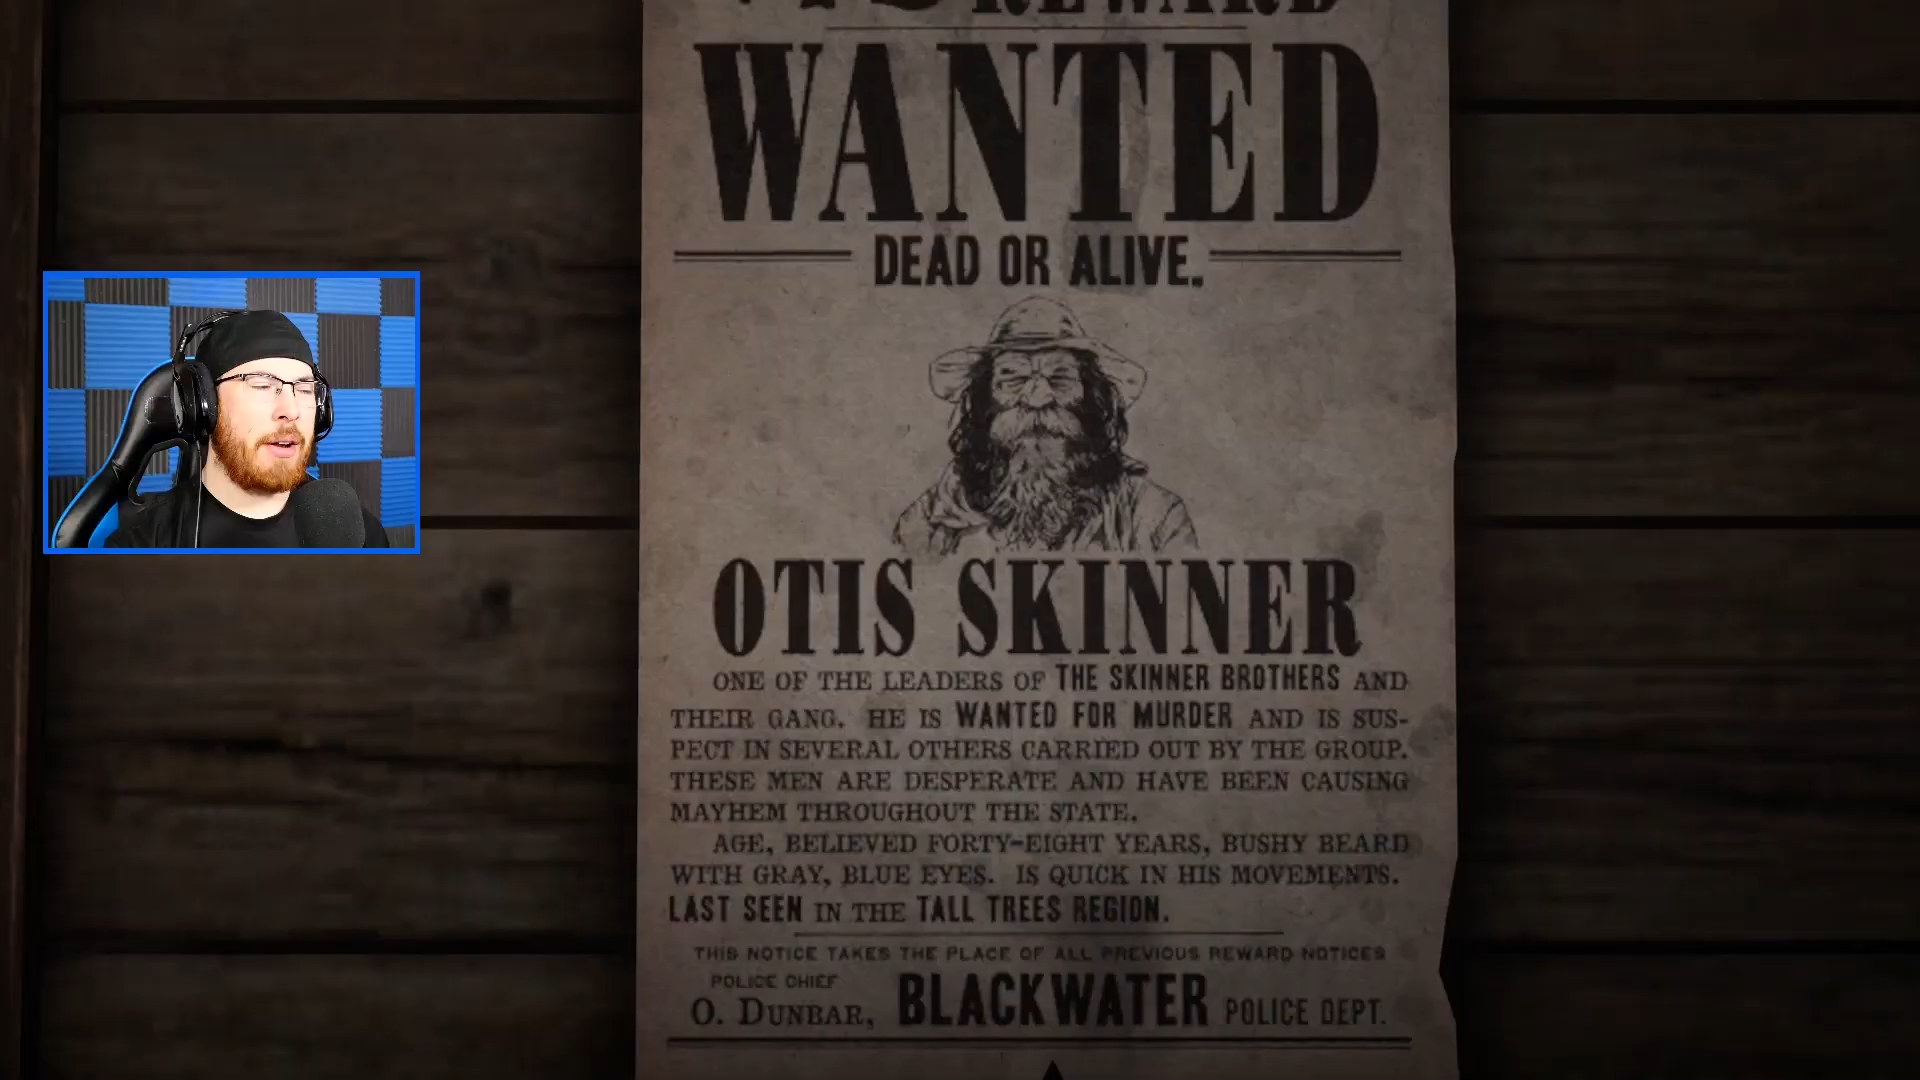 REWARD
WANTED
DEAD OR ALIVE.
OTIS SKINNER
ONE OF THE LEADERS OF THE SKINNER BROTHERS AND
THEIR GANG. HE IS WANTED FOR MURDER AND IS SUS-
PECT IN SEVERAL OTHERS CARRIED OUT BY THE GROUP.
THESE MEN ARE DESPERATE AND HAVE BEEN CAUSING
MAYHEM THROUGHOUT THE STATE.
AGE, BELIEVED FORTY-EIGHT YEARS, BUSHY BEARD
WITH GRAY, BLUE EYES. IS QUICK IN HIS MOVEMENTS.
LAST SEEN IN THE TALL TREES REGION.
THIS NOTICE TAKES THE PLACE OF ALL PREVIOUS REWARD NOTICES
POLICE CHIEF
O. DUNBAR, BLACKWATER POLICE DEPT.